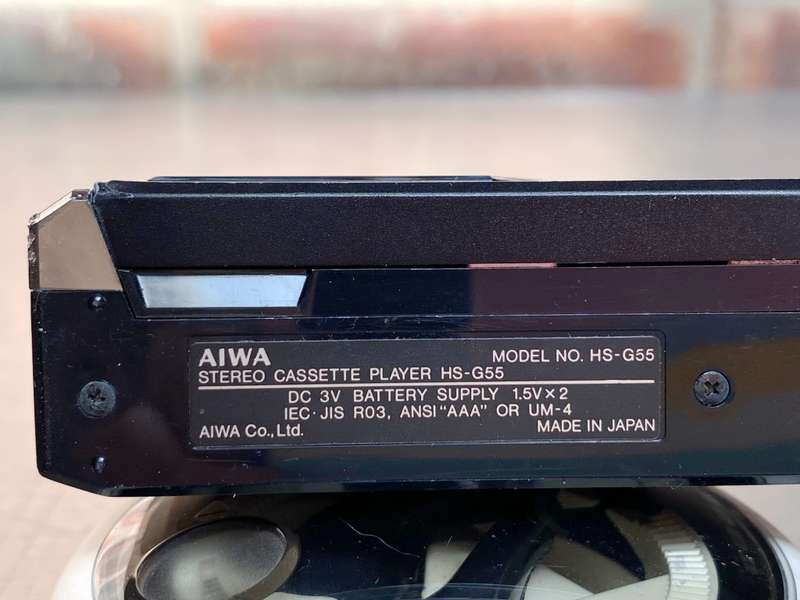 AIWA MODEL NO. HS-G55
STEREO CASSETTE PLAYER HS-G55
DC 3V BATTERY SUPPLY 1.5V×2
IEC·JIS R03, ANSI "AAA" OR UM-4
AIWA Co., Ltd. MADE IN JAPAN